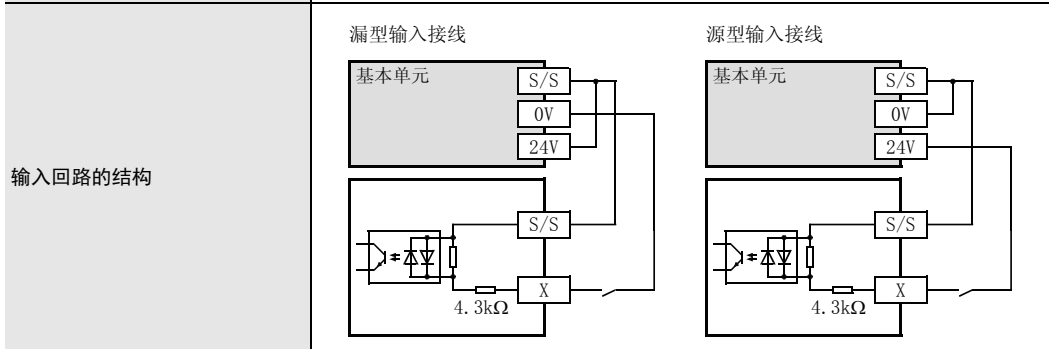 输入回路的结构
漏型输入接线
基本单元
S/S
0V
24V
S/S
X
4.3kΩ
源型输入接线
基本单元
S/S
0V
24V
S/S
X
4.3kΩ